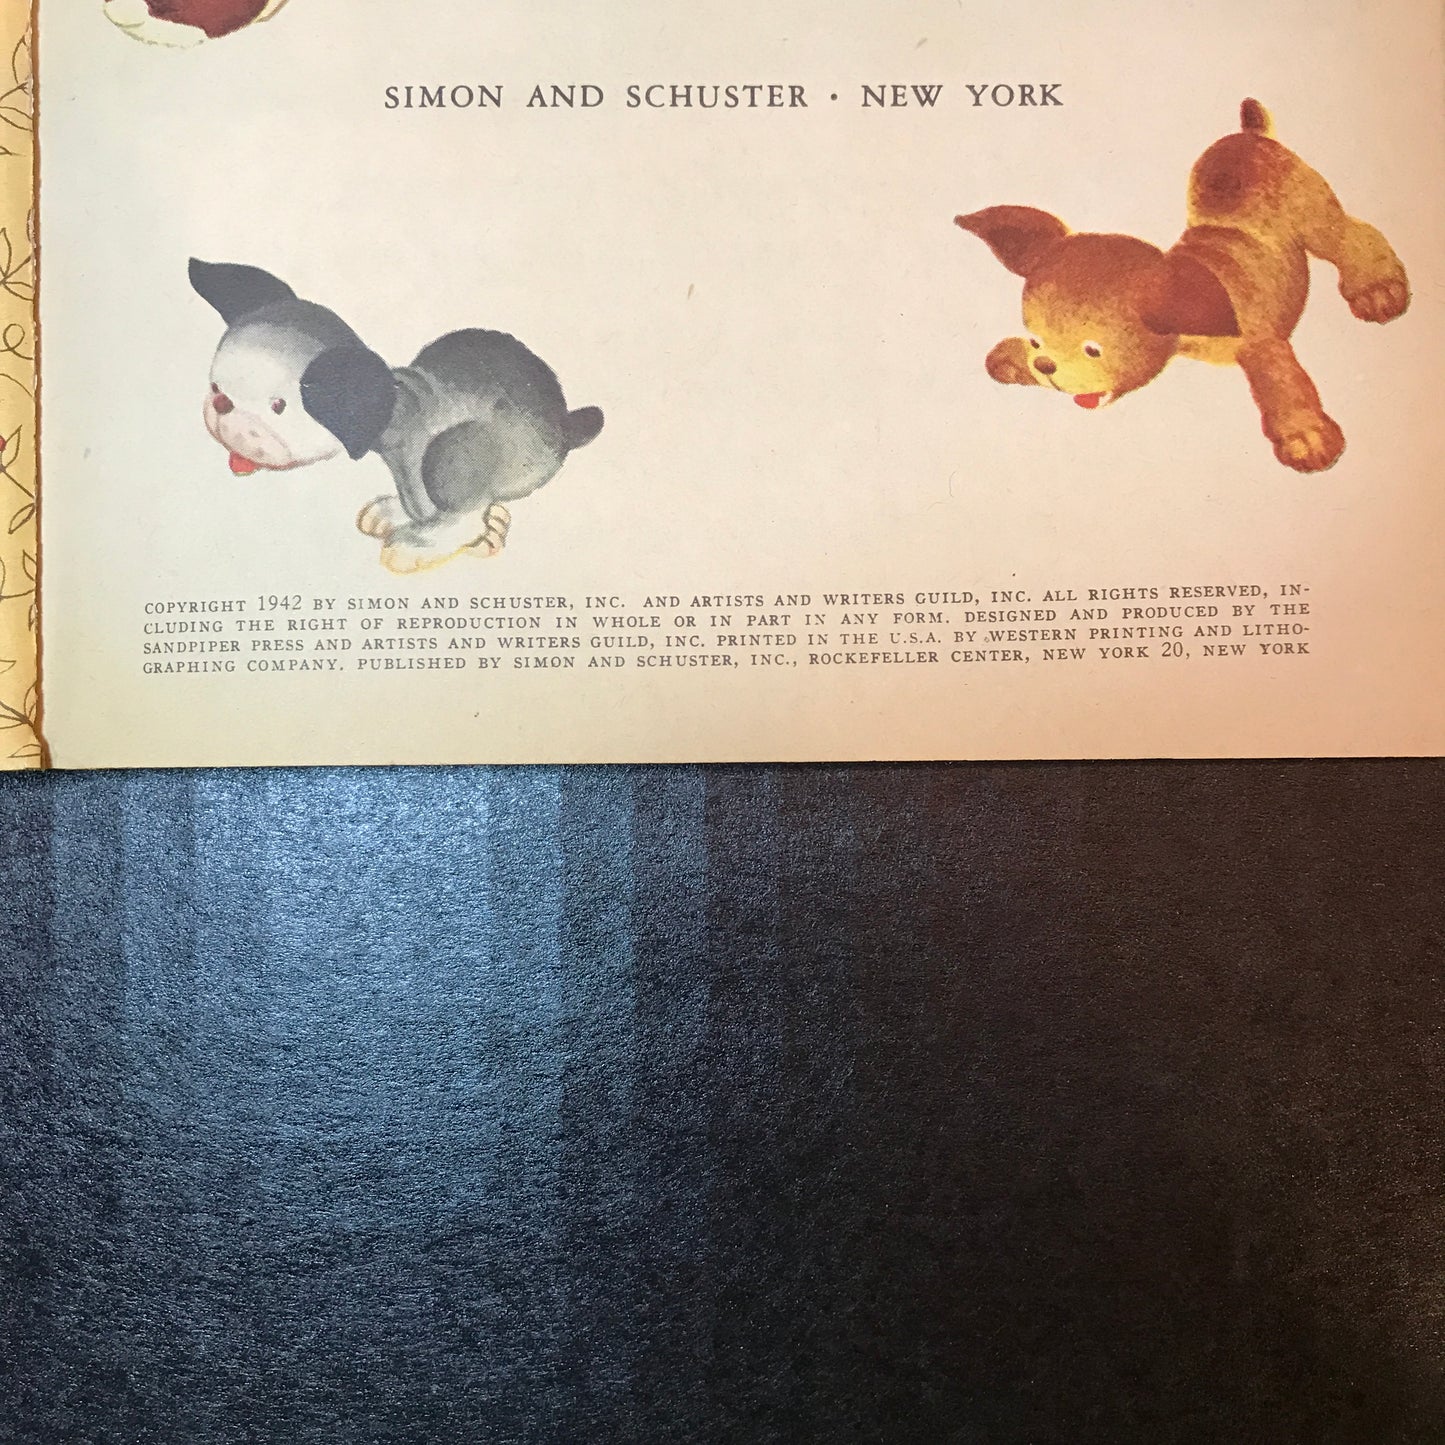 SIMON AND SCHUSTER · NEW YORK
COPYRIGHT 1942 BY SIMON AND SCHUSTER, INC. AND ARTISTS AND WRITERS GUILD, INC. ALL RIGHTS RESERVED, IN-
CLUDING THE RIGHT OF REPRODUCTION IN WHOLE OR IN PART IN ANY FORM. DESIGNED AND PRODUCED BY THE
SANDPIPER PRESS AND ARTISTS AND WRITERS GUILD, INC. PRINTED IN THE U.S.A. BY WESTERN PRINTING AND LITHO-
GRAPHING COMPANY. PUBLISHED BY SIMON AND SCHUSTER, INC., ROCKEFELLER CENTER, NEW YORK 20, NEW YORK